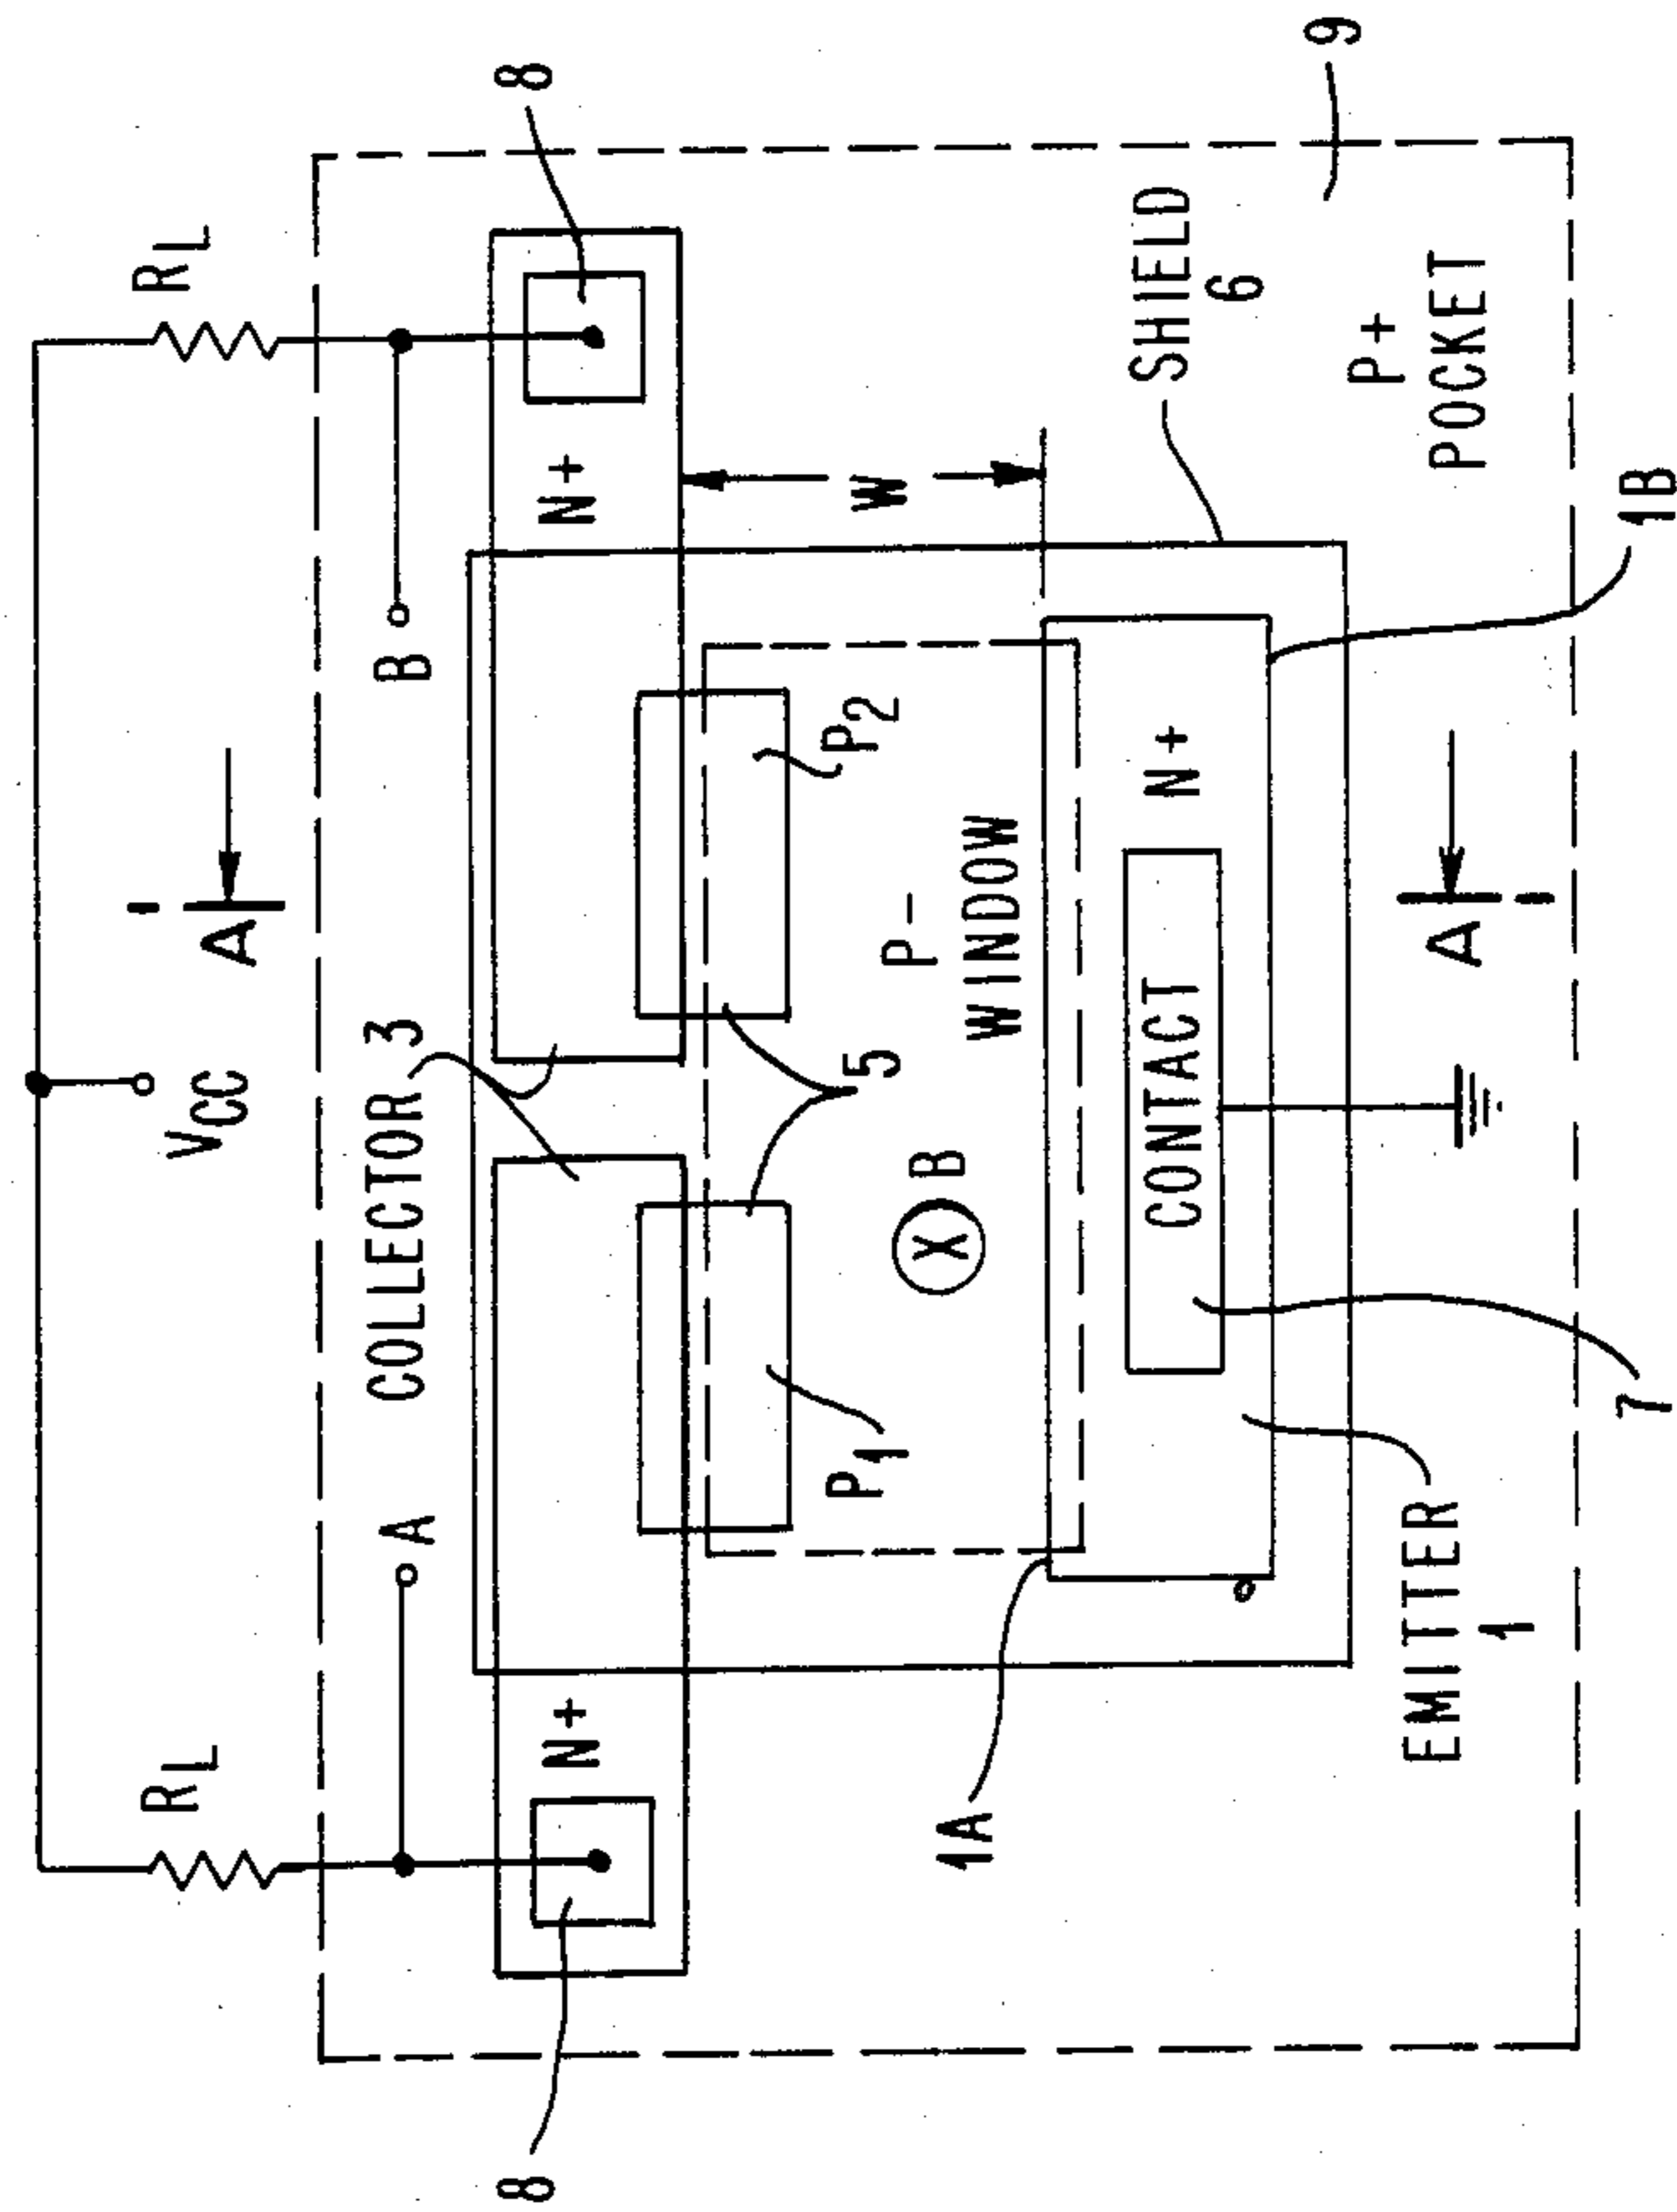 8
R_L
N+
A
1A
EMITTER
1
COLLECTOR 3
P1
7
V_CC
X B
5
CONTACT
WINDOW
P-
A'
A'
P2
N+
B
W
N+
1B
R_L
8
SHIELD
6
P+
POCKET
9